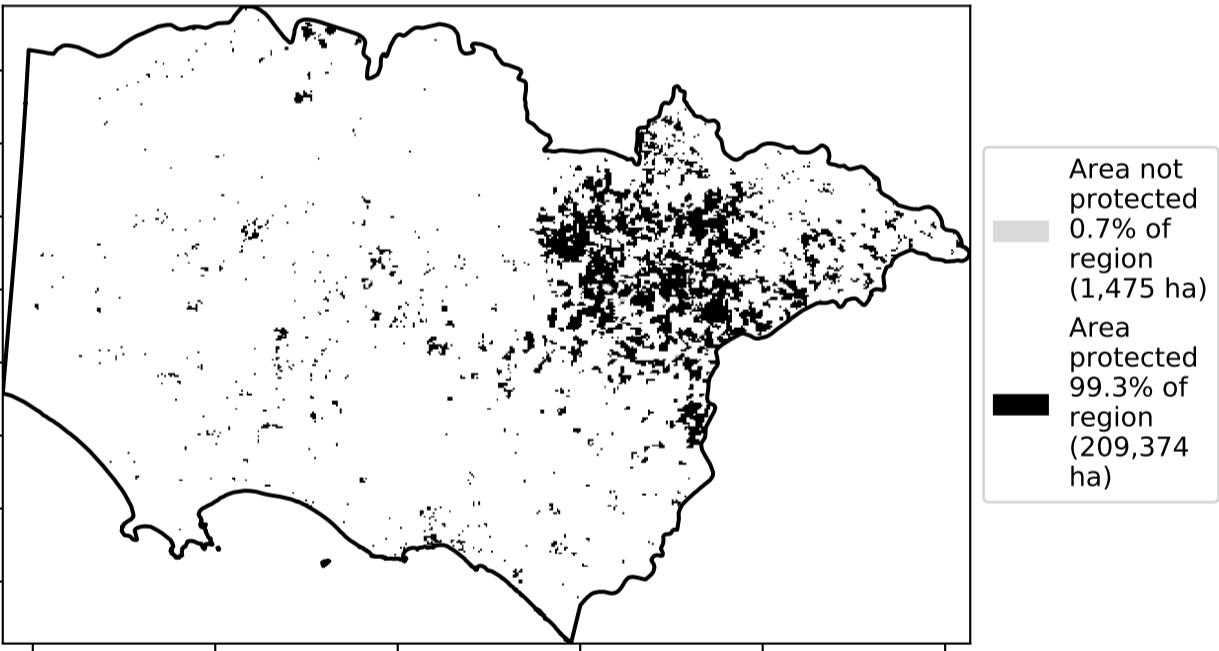 Area not
protected
0.7% of
region
(1,475 ha)
Area
protected
99.3% of
region
(209,374
ha)